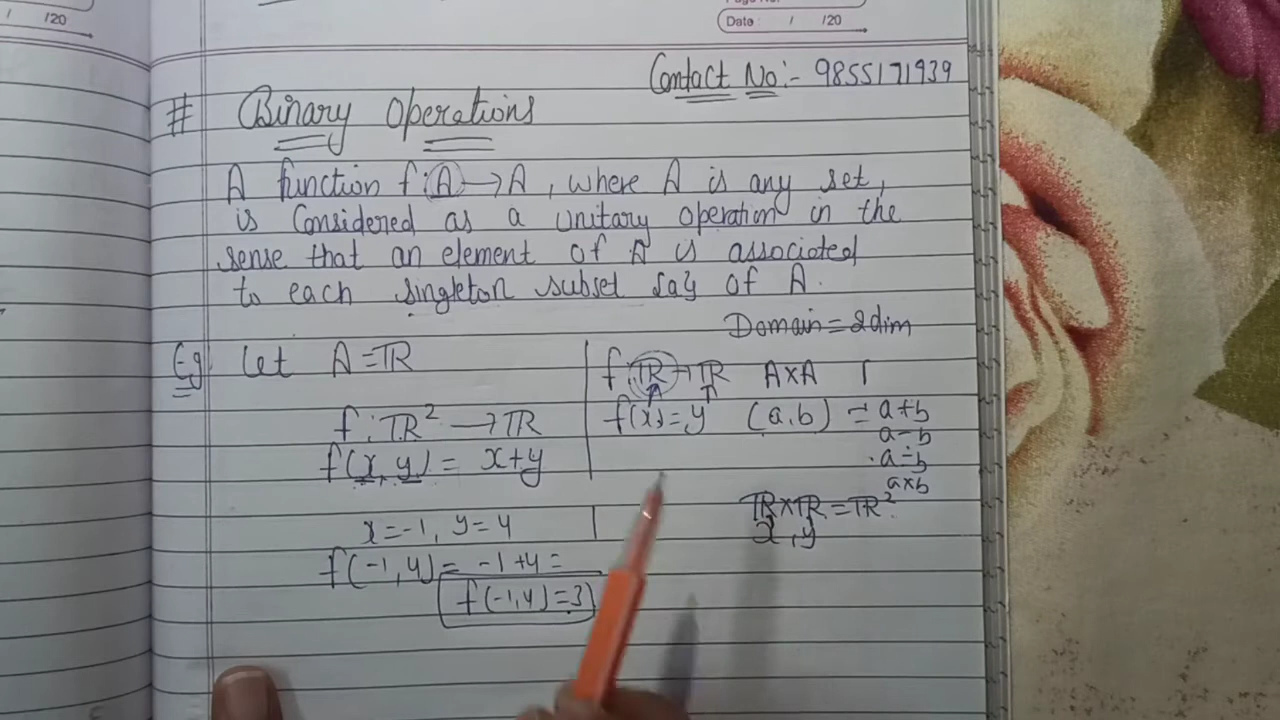 / /20
Date : / /20
Contact No:- 9855171939
# Binary Operations
A function f:A→A, where A is any set,
is Considered as a Unitary operation in the
sense that an element of A is associated
to each singleton subset say of A.
Domain=2dim
Eg Let A=ℝ
f:ℝ→ℝ A×A
f:ℝ²→ℝ
f(x)=y (a,b) = a+b
a-b
a÷b
a×b
f(x,y) = x+y
ℝ×ℝ=ℝ²
x,y
x=-1, y=4
f(-1,4) = -1+4=
f(-1,4)=3